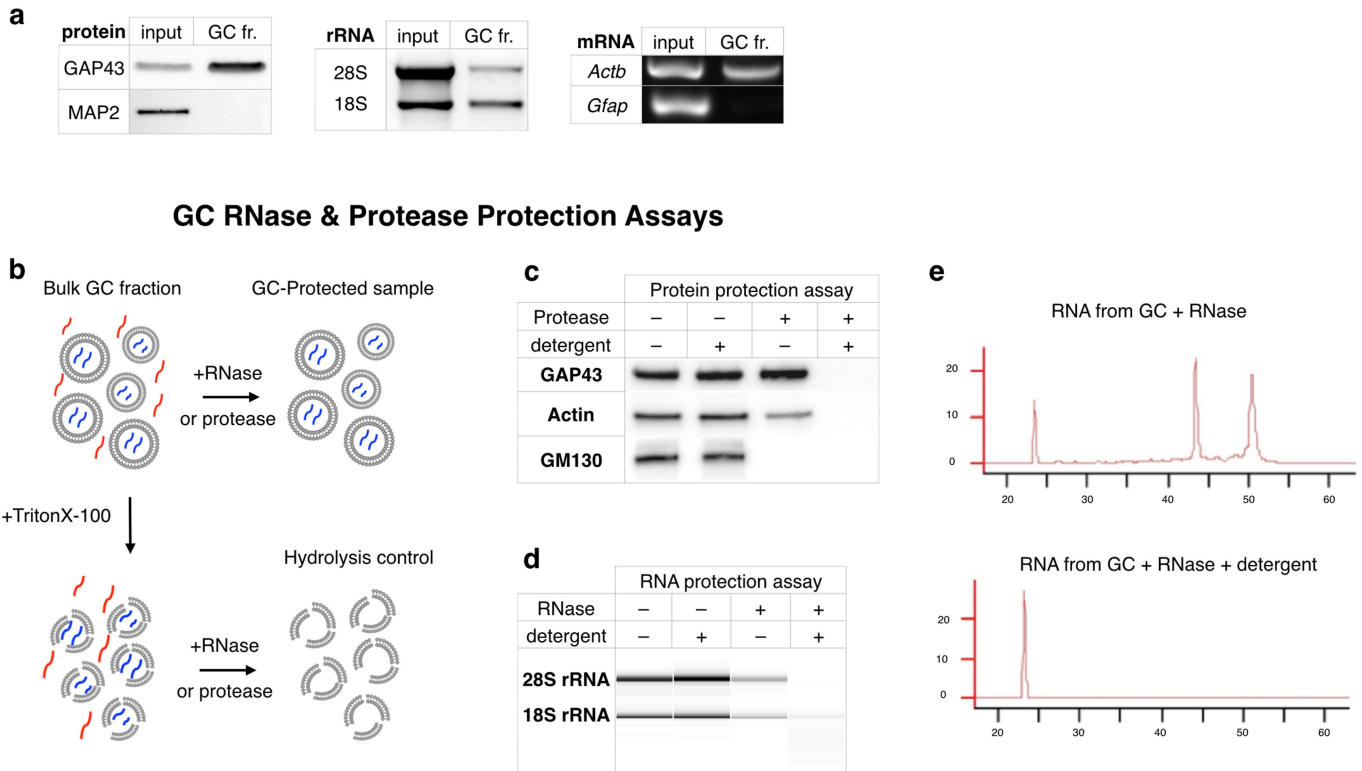 a
protein input GC fr.
GAP43
MAP2
rRNA input GC fr.
28S
18S
mRNA input GC fr.
Actb
Gfap
GC RNase & Protease Protection Assays
b
Bulk GC fraction
GC-Protected sample
+RNase
or protease
+TritonX-100
Hydrolysis control
+RNase
or protease
c
Protein protection assay
Protease − − + +
detergent − + − +
GAP43
Actin
GM130
d
RNA protection assay
RNase − − + +
detergent − + − +
28S rRNA
18S rRNA
e
RNA from GC + RNase
20
10
0
20 30 40 50 60
RNA from GC + RNase + detergent
20
10
0
20 30 40 50 60